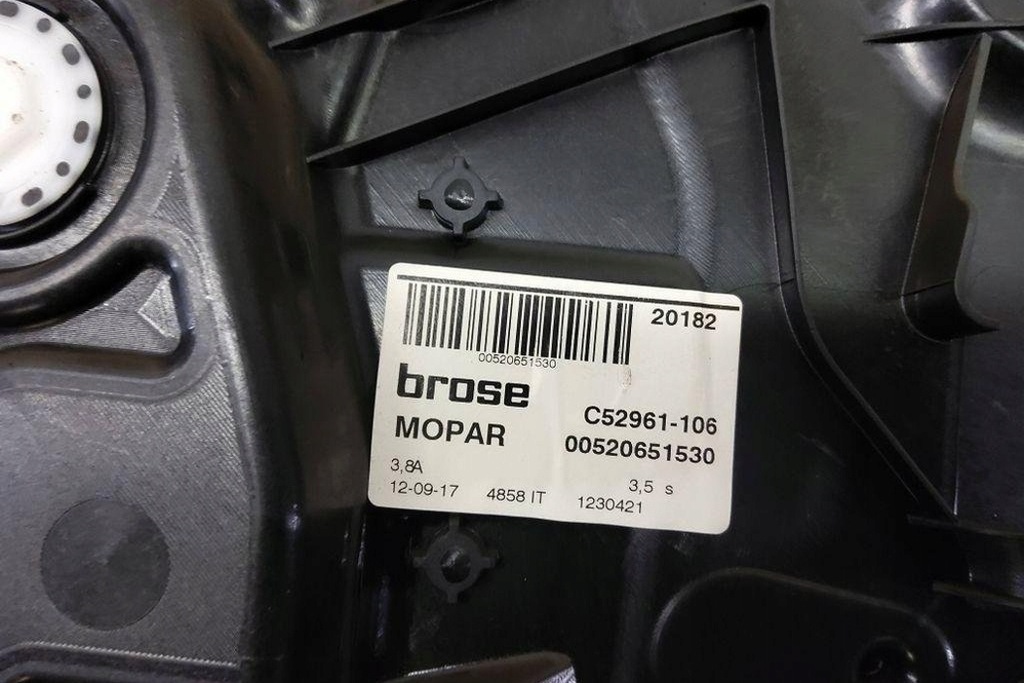 20182
00520651530
brose
C52961-106
MOPAR
00520651530
3,8A
3,5 s
12-09-17 4858 IT 1230421